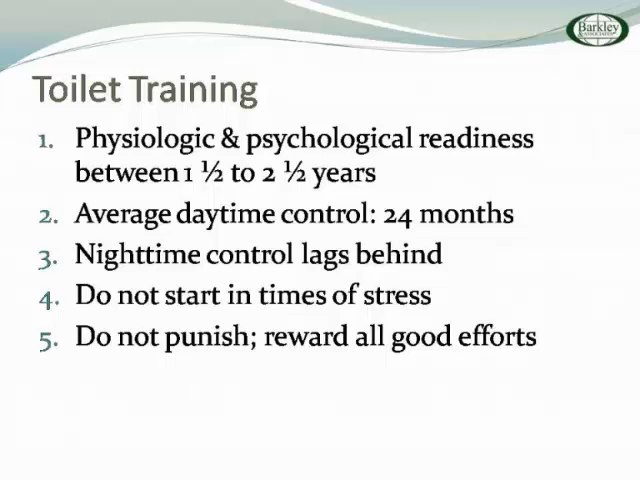 Barkley
& ASSOCIATES
Toilet Training
1. Physiologic & psychological readiness
between 1 ½ to 2 ½ years
2. Average daytime control: 24 months
3. Nighttime control lags behind
4. Do not start in times of stress
5. Do not punish; reward all good efforts